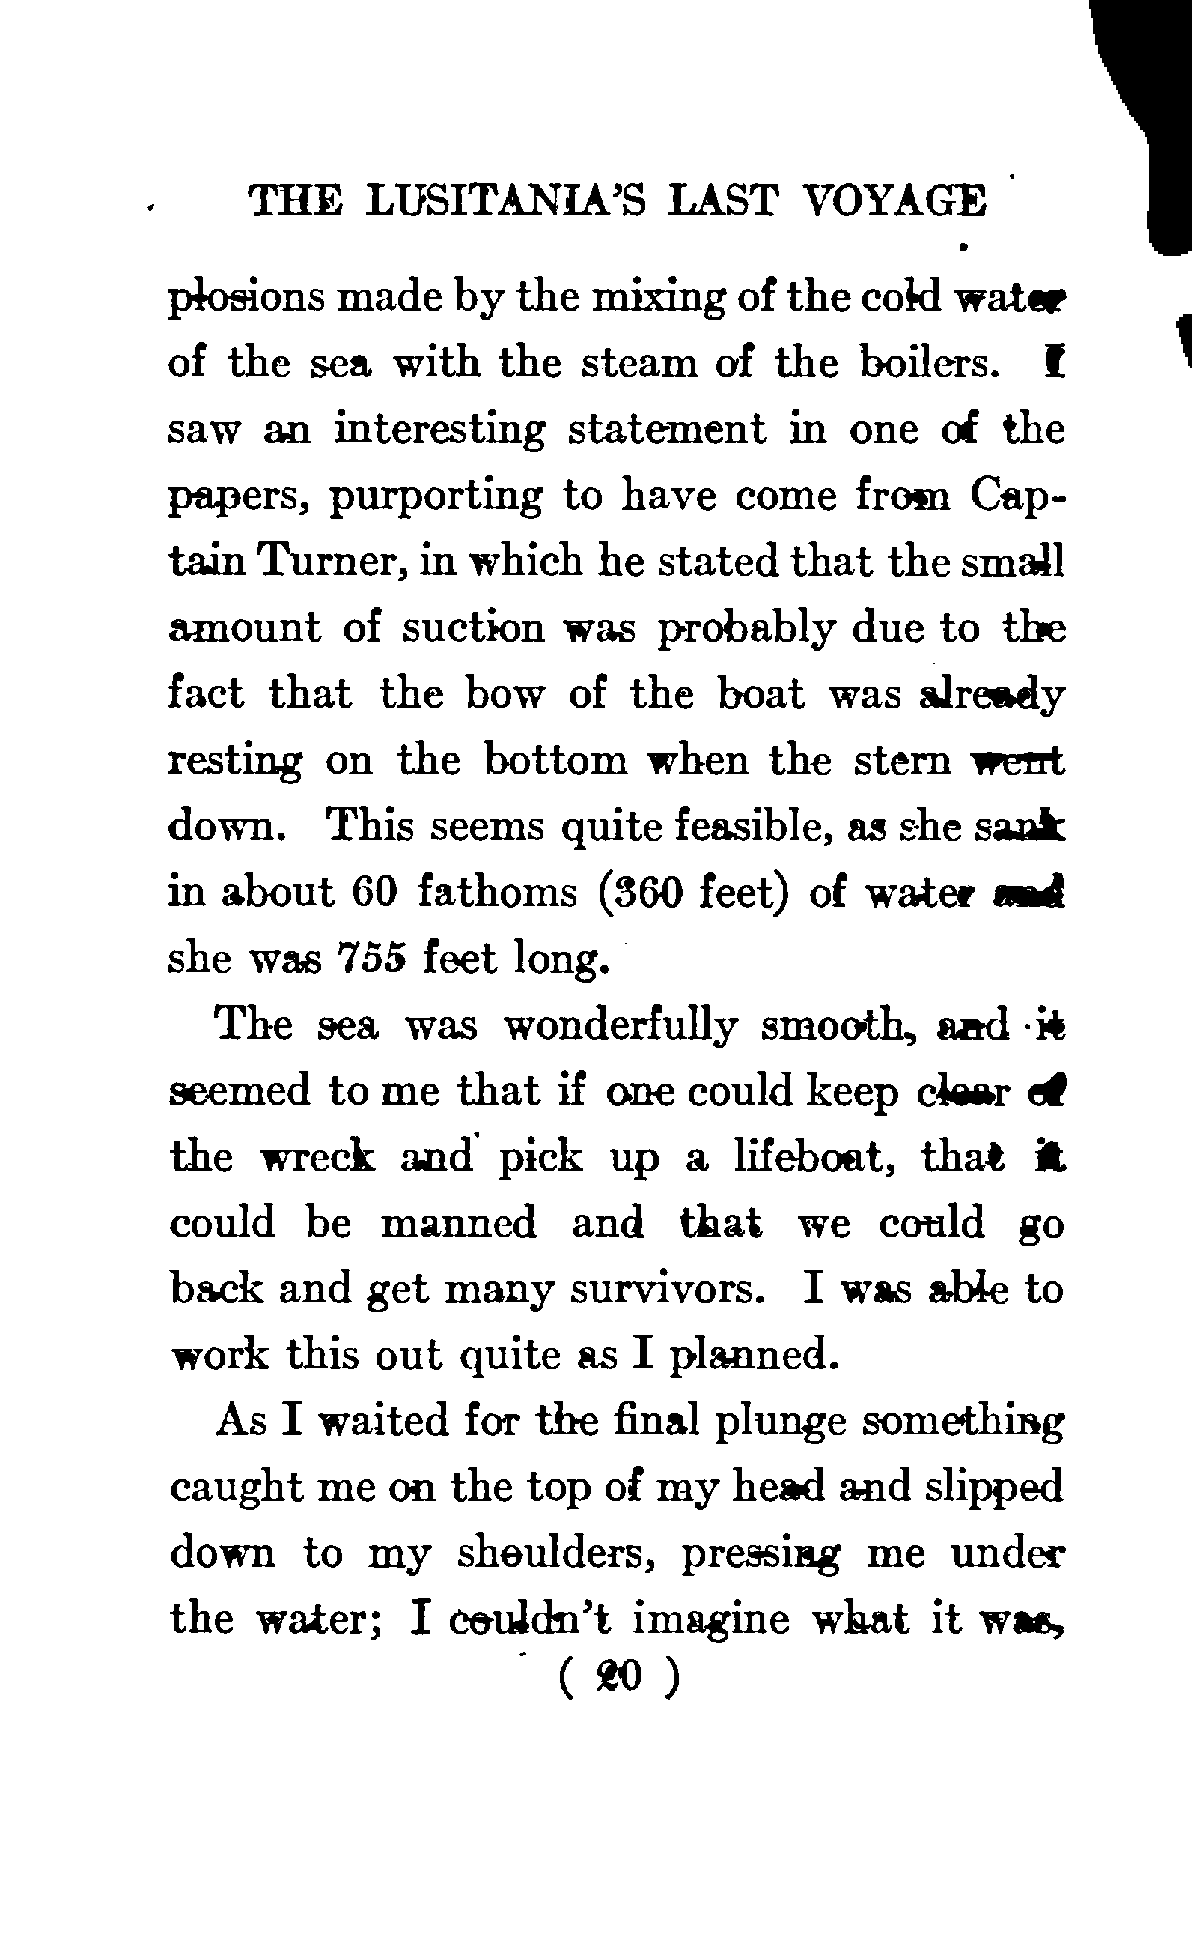 THE LUSITANIA'S LAST VOYAGE
plosions made by the mixing of the cold water
of the sea with the steam of the boilers. I
saw an interesting statement in one of the
papers, purporting to have come from Cap-
tain Turner, in which he stated that the small
amount of suction was probably due to the
fact that the bow of the boat was already
resting on the bottom when the stern went
down. This seems quite feasible, as she sank
in about 60 fathoms (360 feet) of water and
she was 755 feet long.
The sea was wonderfully smooth, and it
seemed to me that if one could keep clear of
the wreck and pick up a lifeboat, that it
could be manned and that we could go
back and get many survivors. I was able to
work this out quite as I planned.
As I waited for the final plunge something
caught me on the top of my head and slipped
down to my shoulders, pressing me under
the water; I couldn't imagine what it was,
( 20 )